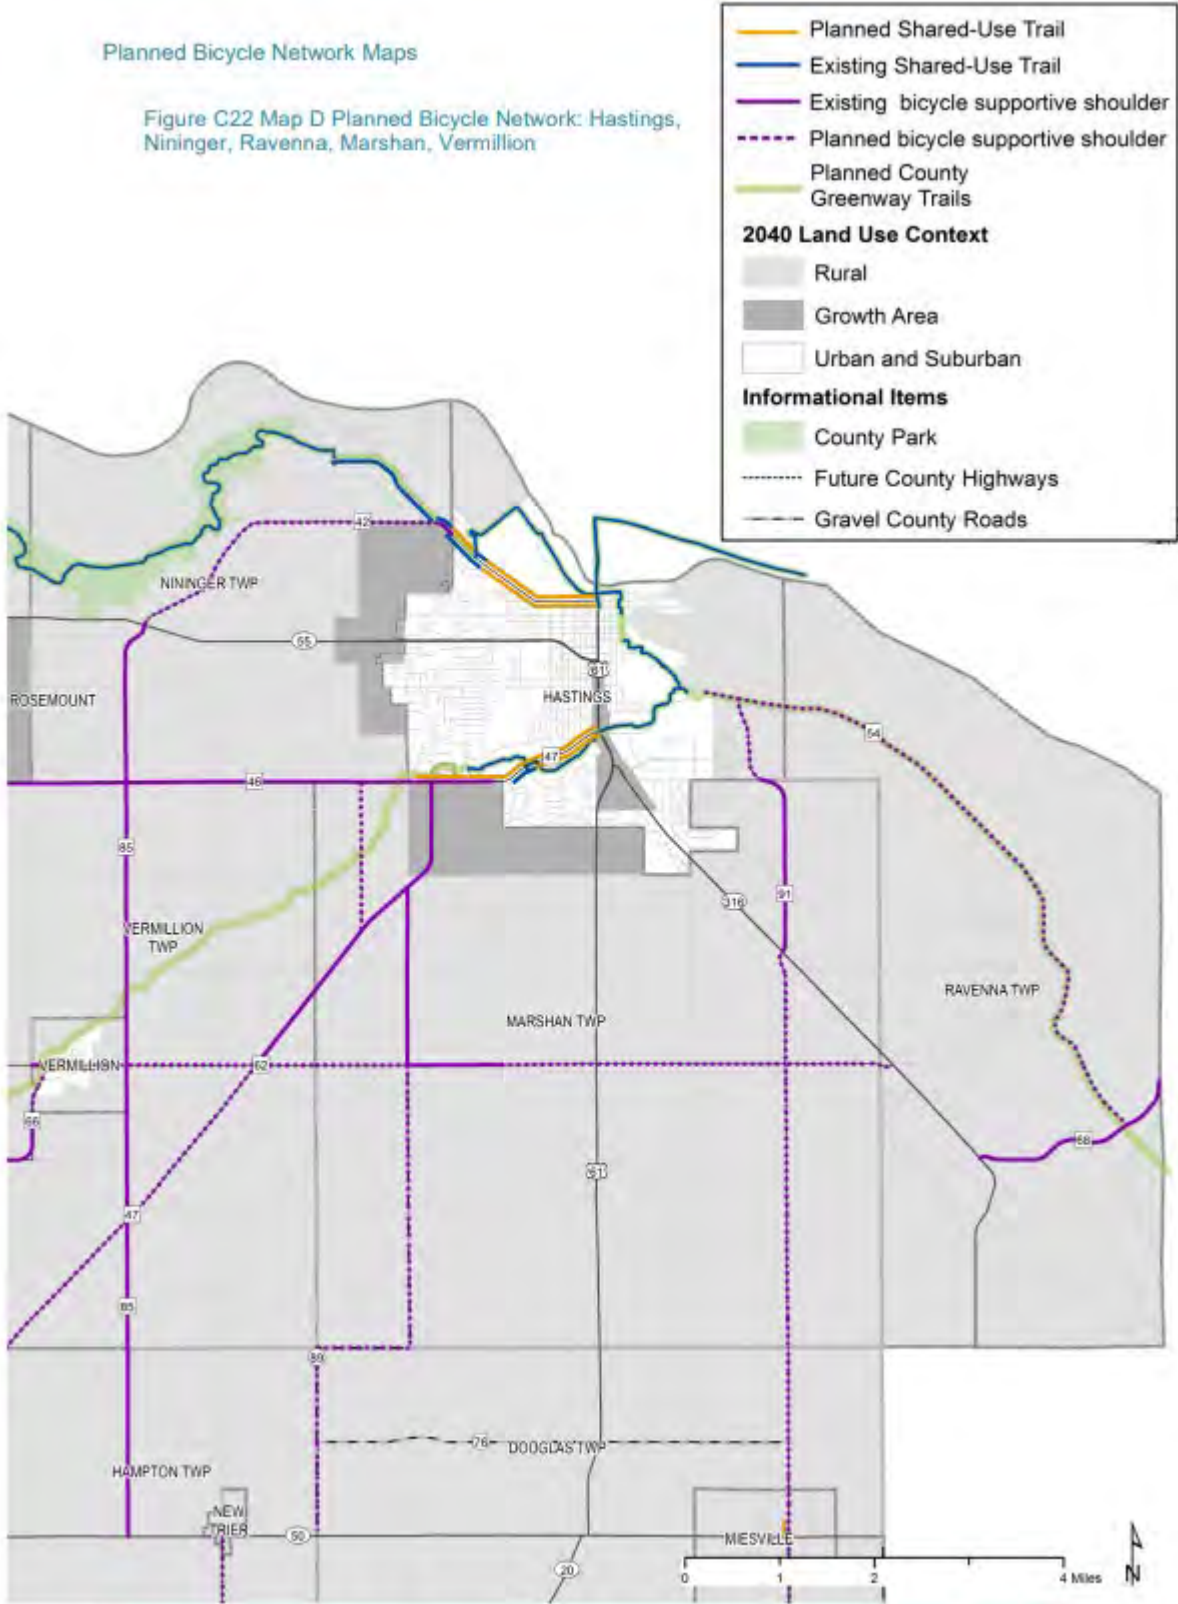 Planned Bicycle Network Maps
Figure C22 Map D Planned Bicycle Network: Hastings,
Nininger, Ravenna, Marshan, Vermillion
Planned Shared-Use Trail
Existing Shared-Use Trail
Existing bicycle supportive shoulder
Planned bicycle supportive shoulder
Planned County
Greenway Trails
2040 Land Use Context
Rural
Growth Area
Urban and Suburban
Informational Items
County Park
Future County Highways
Gravel County Roads
42
NININGER TWP
55
61
ROSEMOUNT
HASTINGS
54
47
46
85
91
316
VERMILLION
TWP
RAVENNA TWP
MARSHAN TWP
VERMILLION
62
66
68
61
47
85
89
76
DOUGLAS TWP
HAMPTON TWP
NEW
TRIER
50
MIESVILLE
20
0 1 2 4 Miles
N